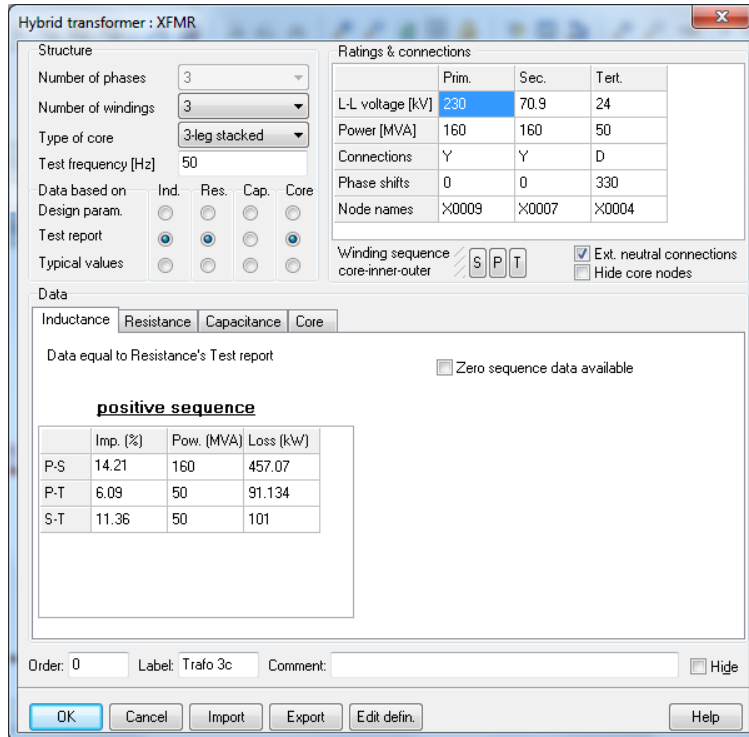 Hybrid transformer : XFMR
Structure
Number of phases 3
Number of windings 3
Type of core 3-leg stacked
Test frequency [Hz] 50
Data based on Ind. Res. Cap. Core
Design param.
Test report
Typical values
Ratings & connections
Prim. Sec. Tert.
L-L voltage [kV] 230 70.9 24
Power [MVA] 160 160 50
Connections Y Y D
Phase shifts 0 0 330
Node names X0009 X0007 X0004
Winding sequence
core-inner-outer
S P T
Ext. neutral connections
Hide core nodes
Data
Inductance Resistance Capacitance Core
Data equal to Resistance's Test report
Zero sequence data available
positive sequence
Imp. (%) Pow. (MVA) Loss (kW)
P-S 14.21 160 457.07
P-T 6.09 50 91.134
S-T 11.36 50 101
Order: 0 Label: Trafo 3c Comment: Hide
OK Cancel Import Export Edit defin. Help